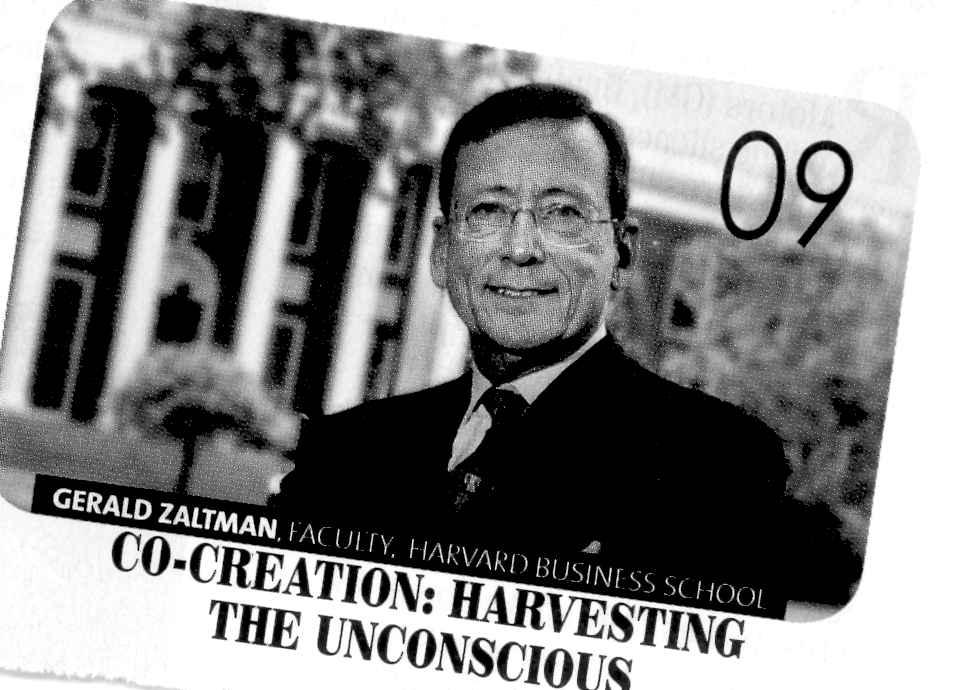 09
GERALD ZALTMAN, FACULTY, HARVARD BUSINESS SCHOOL
CO-CREATION: HARVESTING
THE UNCONSCIOUS